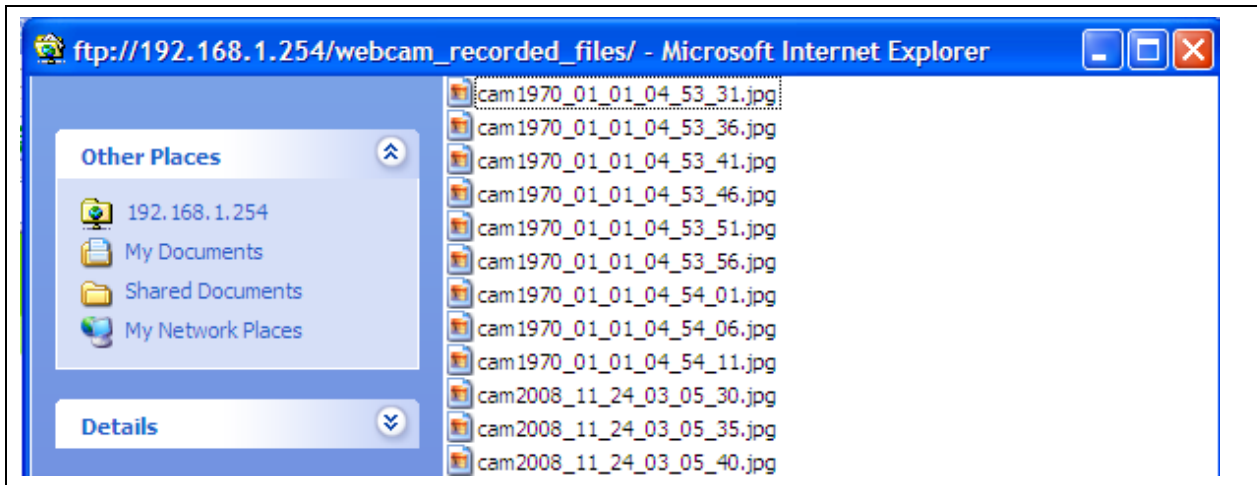 ftp://192.168.1.254/webcam_recorded_files/ - Microsoft Internet Explorer
Other Places
192.168.1.254
My Documents
Shared Documents
My Network Places
Details
cam1970_01_01_04_53_31.jpg
cam1970_01_01_04_53_36.jpg
cam1970_01_01_04_53_41.jpg
cam1970_01_01_04_53_46.jpg
cam1970_01_01_04_53_51.jpg
cam1970_01_01_04_53_56.jpg
cam1970_01_01_04_54_01.jpg
cam1970_01_01_04_54_06.jpg
cam1970_01_01_04_54_11.jpg
cam2008_11_24_03_05_30.jpg
cam2008_11_24_03_05_35.jpg
cam2008_11_24_03_05_40.jpg